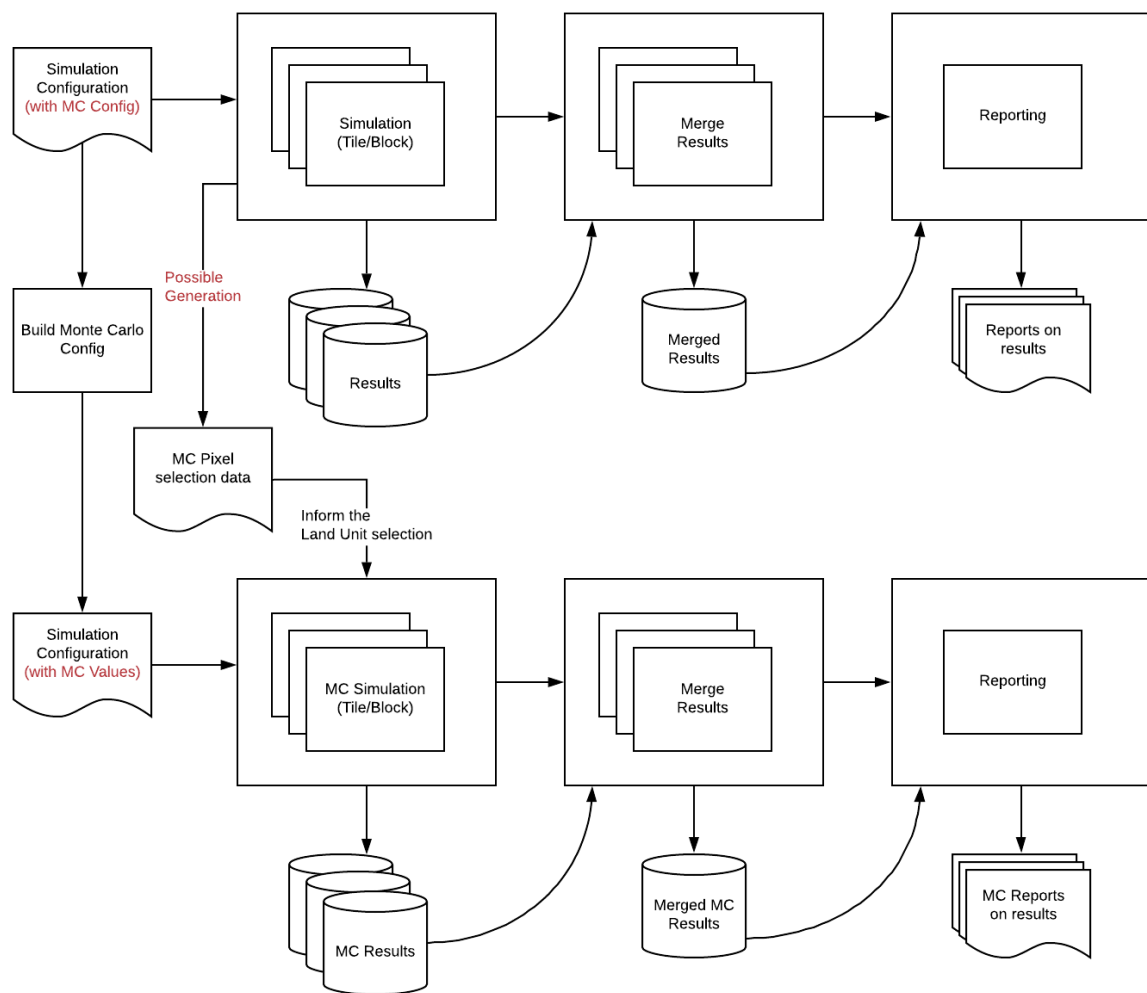 Simulation
Configuration
(with MC Config)
Simulation
(Tile/Block)
Merge
Results
Reporting
Possible
Generation
Build Monte Carlo
Config
Results
Merged
Results
Reports on
results
MC Pixel
selection data
Inform the
Land Unit selection
Simulation
Configuration
(with MC Values)
MC Simulation
(Tile/Block)
Merge
Results
Reporting
MC Results
Merged MC
Results
MC Reports
on results